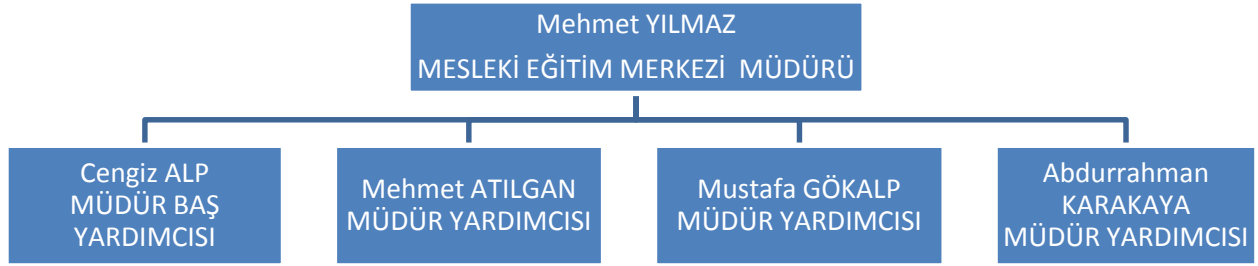 Mehmet YILMAZ
MESLEKİ EĞİTİM MERKEZİ  MÜDÜRÜ
Cengiz ALP
MÜDÜR BAŞ
YARDIMCISI
Mehmet ATILGAN
MÜDÜR YARDIMCISI
Mustafa GÖKALP
MÜDÜR YARDIMCISI
Abdurrahman
KARAKAYA
MÜDÜR YARDIMCISI